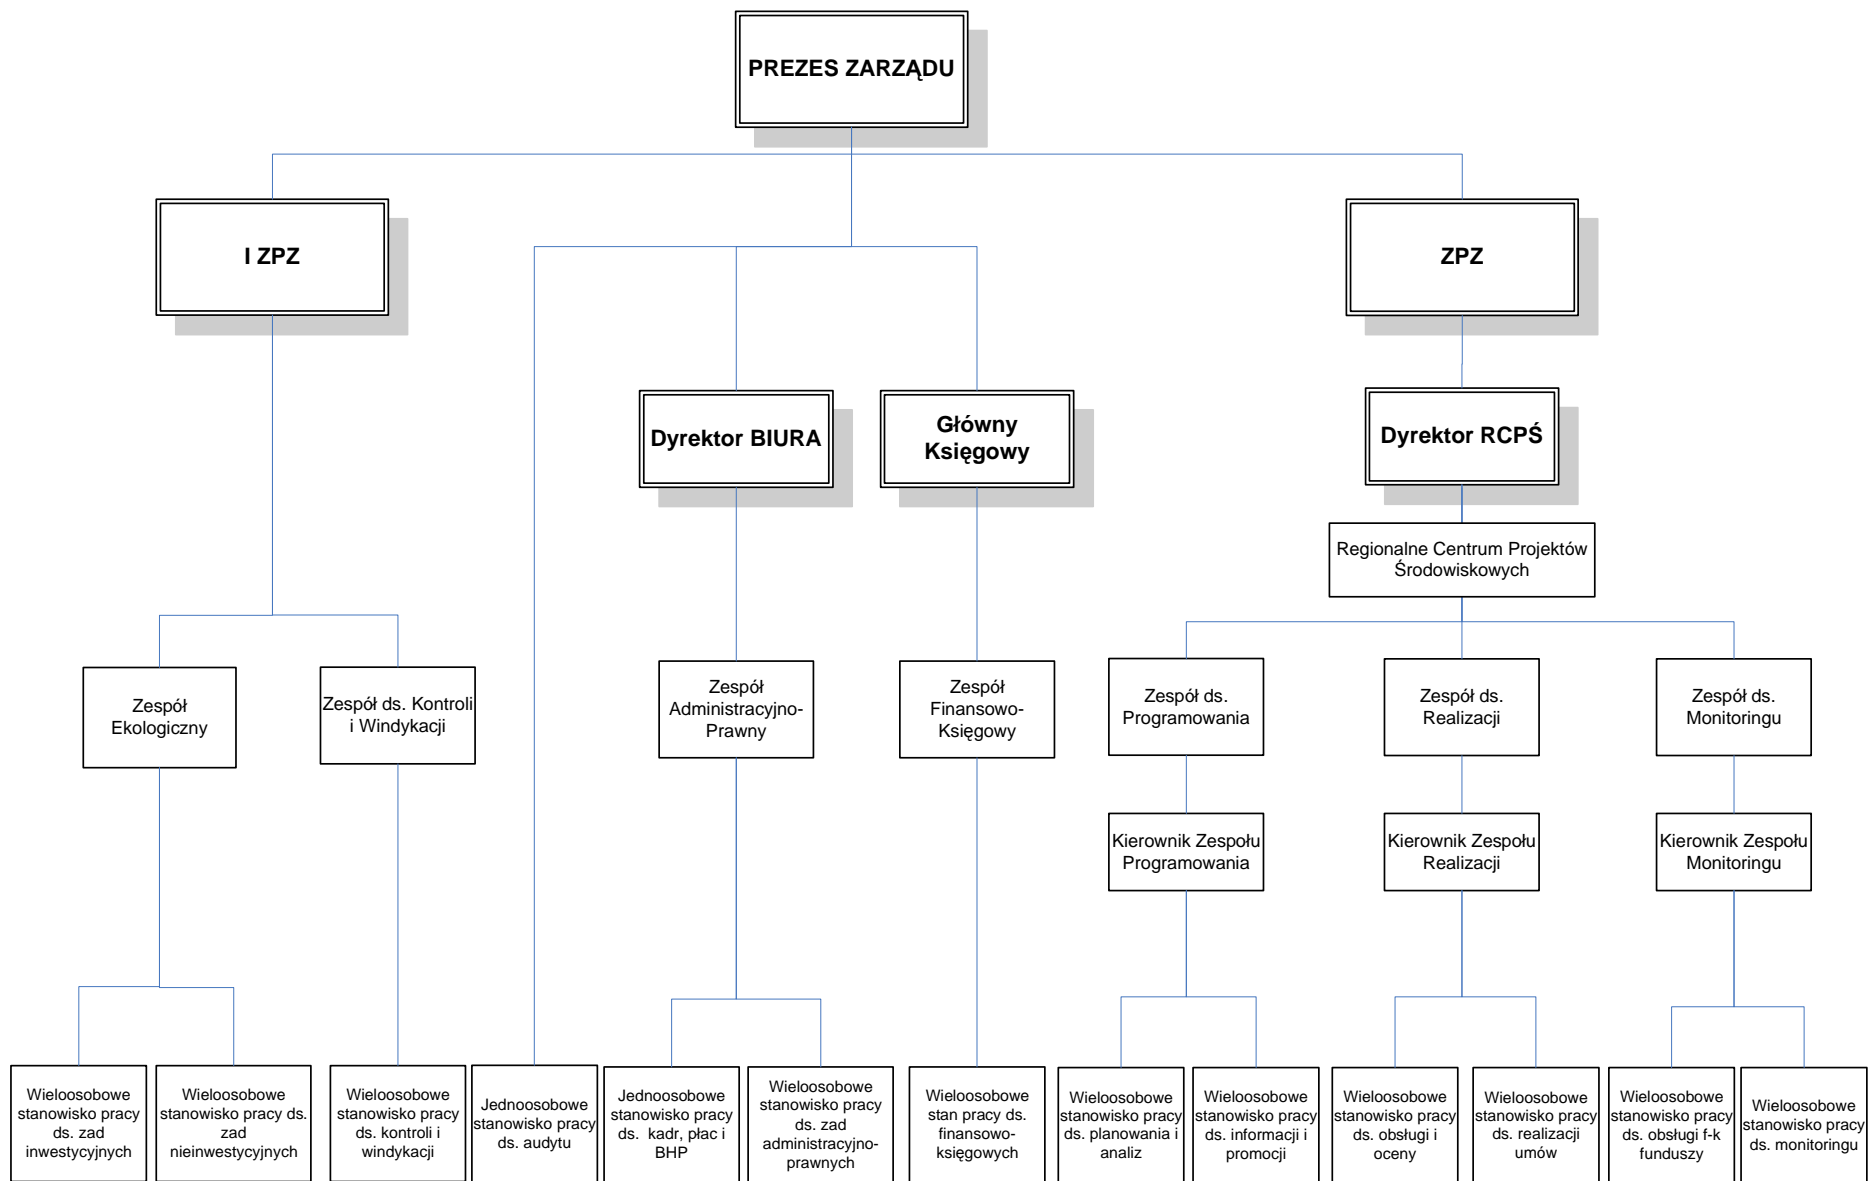 PREZES ZARZĄDU
I ZPZ
ZPZ
Dyrektor BIURA
Główny
Księgowy
Dyrektor RCPŚ
Regionalne Centrum Projektów
Środowiskowych
Zespół
Ekologiczny
Zespół ds. Kontroli
i Windykacji
Zespół
Administracyjno-
Prawny
Zespół
Finansowo-
Księgowy
Zespół ds.
Programowania
Zespół ds.
Realizacji
Zespół ds.
Monitoringu
Kierownik Zespołu
Programowania
Kierownik Zespołu
Realizacji
Kierownik Zespołu
Monitoringu
Wieloosobowe
stanowisko pracy
ds. zad
inwestycyjnych
Wieloosobowe
stanowisko pracy ds.
zad
nieinwestycyjnych
Wieloosobowe
stanowisko pracy
ds. kontroli i
windykacji
Jednoosobowe
stanowisko pracy
ds. audytu
Jednoosobowe
stanowisko pracy
ds. kadr, płac i
BHP
Wieloosobowe
stanowisko pracy
ds. zad
administracyjno-
prawnych
Wieloosobowe
stan pracy ds.
finansowo-
księgowych
Wieloosobowe
stanowisko pracy
ds. planowania i
analiz
Wieloosobowe
stanowisko pracy
ds. informacji i
promocji
Wieloosobowe
stanowisko pracy
ds. obsługi i
oceny
Wieloosobowe
stanowisko pracy
ds. realizacji
umów
Wieloosobowe
stanowisko pracy
ds. obsługi f-k
funduszy
Wieloosobowe
stanowisko pracy
ds. monitoringu